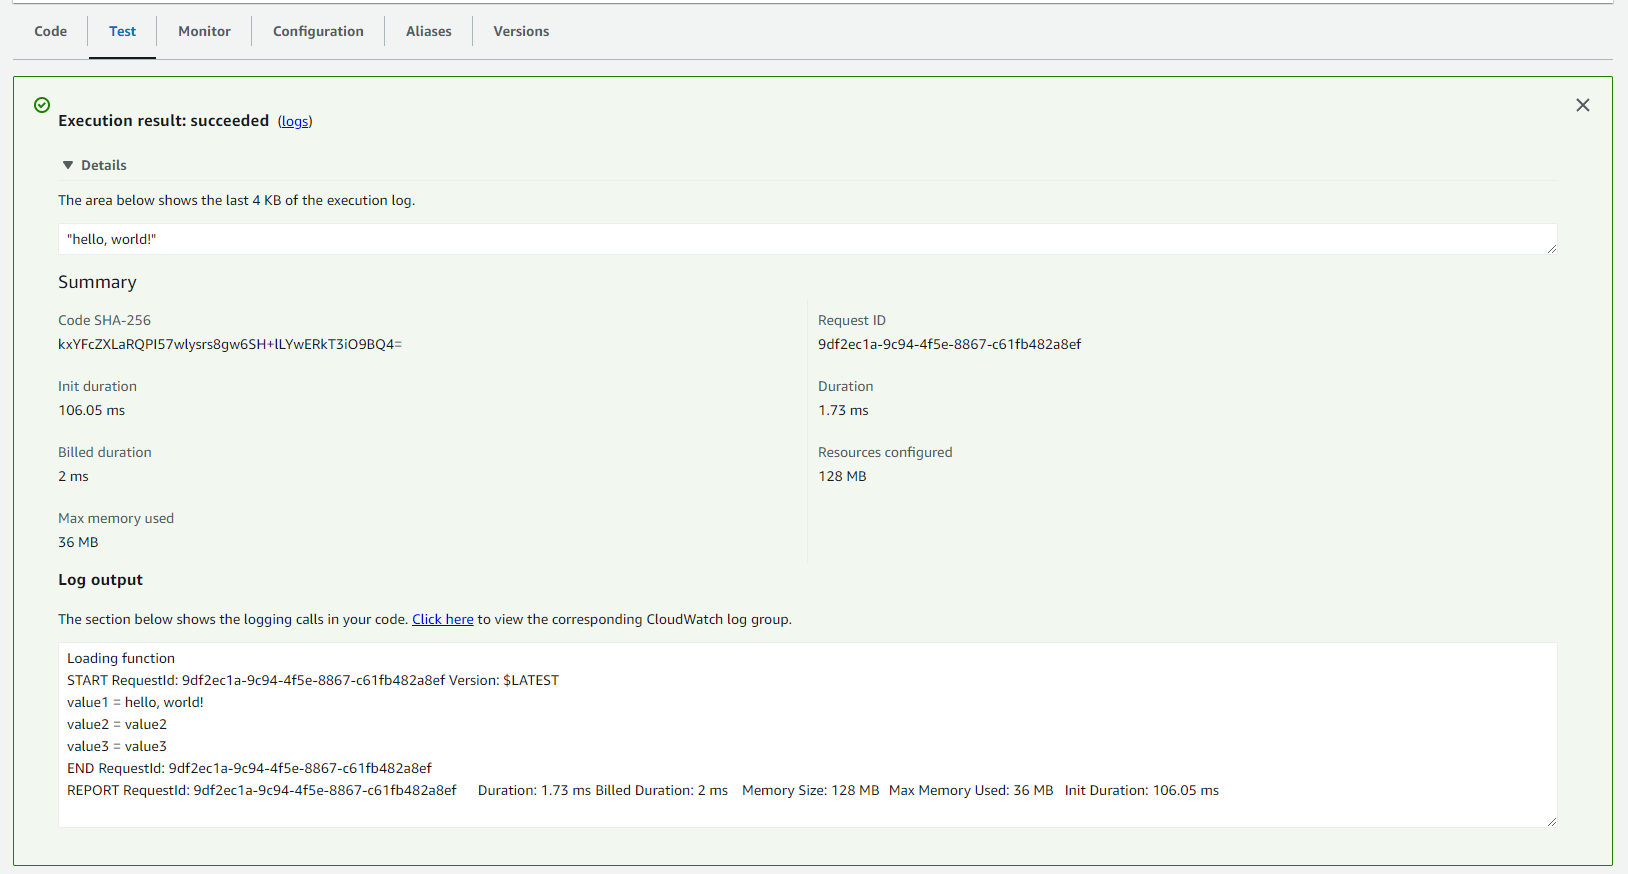 Code Test Monitor Configuration Aliases Versions
Execution result: succeeded (logs)
Details
The area below shows the last 4 KB of the execution log.
"hello, world!"
Summary
Code SHA-256
kxYFcZXLaRQPI57wlysrs8gw6SH+lLYwERkT3iO9BQ4=
Request ID
9df2ec1a-9c94-4f5e-8867-c61fb482a8ef
Init duration
106.05 ms
Duration
1.73 ms
Billed duration
2 ms
Resources configured
128 MB
Max memory used
36 MB
Log output
The section below shows the logging calls in your code. Click here to view the corresponding CloudWatch log group.
Loading function
START RequestId: 9df2ec1a-9c94-4f5e-8867-c61fb482a8ef Version: $LATEST
value1 = hello, world!
value2 = value2
value3 = value3
END RequestId: 9df2ec1a-9c94-4f5e-8867-c61fb482a8ef
REPORT RequestId: 9df2ec1a-9c94-4f5e-8867-c61fb482a8ef Duration: 1.73 ms Billed Duration: 2 ms Memory Size: 128 MB Max Memory Used: 36 MB Init Duration: 106.05 ms